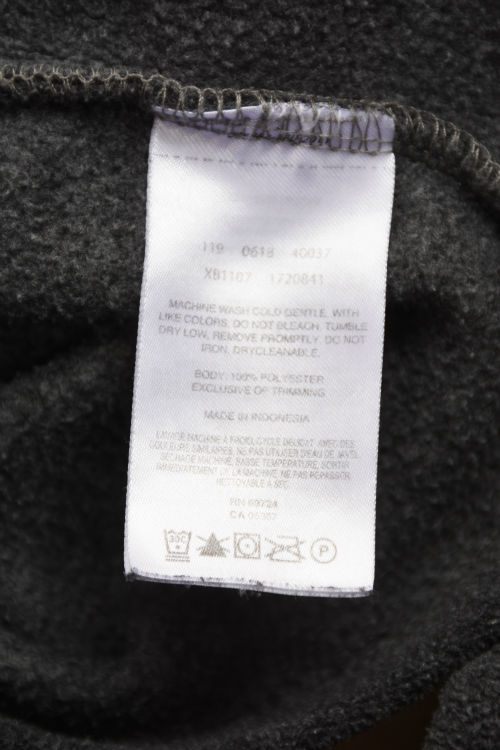 119 0618 40037
XB1107 1720841
MACHINE WASH COLD GENTLE, WITH
LIKE COLORS. DO NOT BLEACH. TUMBLE
DRY LOW, REMOVE PROMPTLY. DO NOT
IRON. DRYCLEANABLE.
BODY: 100% POLYESTER
EXCLUSIVE OF TRIMMING
MADE IN INDONESIA
LAVAGE MACHINE A FROID, CYCLE DELICAT, AVEC DES
COULEURS SIMILAIRES. NE PAS UTILISER D'EAU DE JAVEL.
SECHAGE MACHINE, BASSE TEMPERATURE, SORTIR
IMMEDIATEMENT DE LA MACHINE. NE PAS REPASSER.
NETTOYABLE A SEC.
RN
CA
30C
P